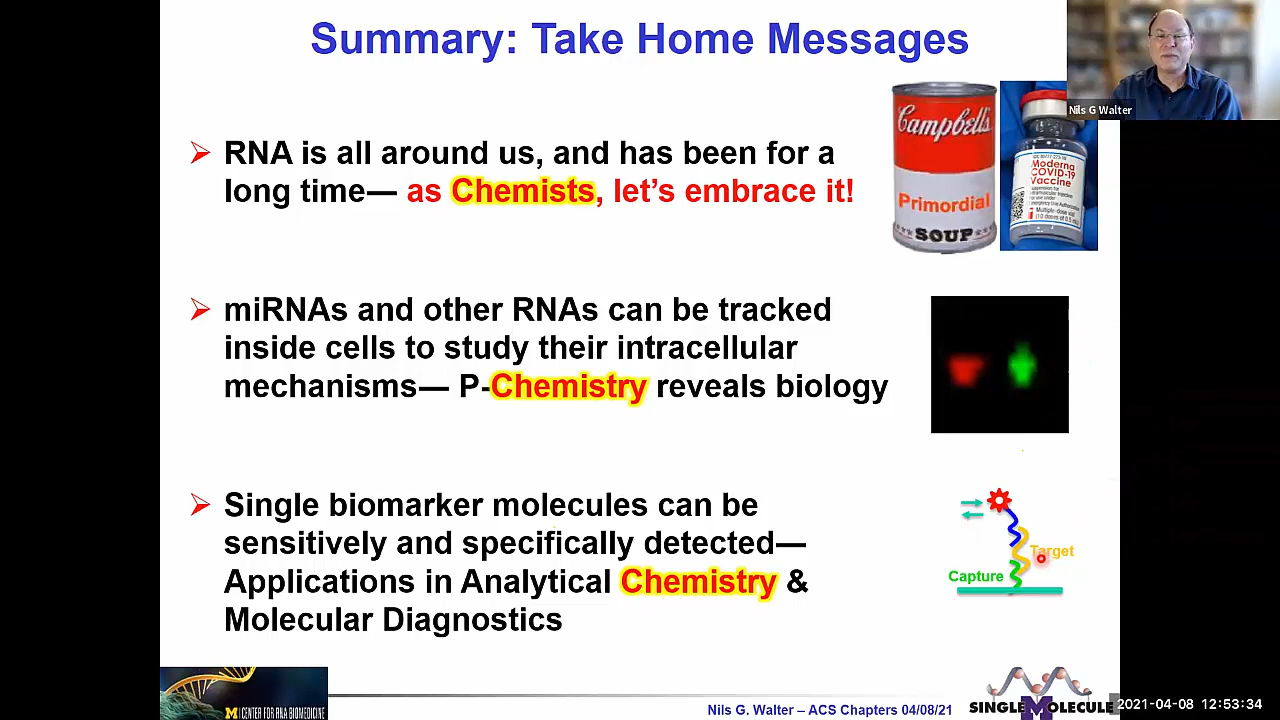 Summary: Take Home Messages
Nils G Walter
Campbell's
Primordial
SOUP
Moderna
COVID-19
Vaccine
RNA is all around us, and has been for a
long time— as Chemists, let's embrace it!
miRNAs and other RNAs can be tracked
inside cells to study their intracellular
mechanisms— P-Chemistry reveals biology
Single biomarker molecules can be
sensitively and specifically detected—
Applications in Analytical Chemistry &
Molecular Diagnostics
Target
Capture
M CENTER FOR RNA BIOMEDICINE
Nils G. Walter – ACS Chapters 04/08/21
SINGLE MOLECULE
2021-04-08 12:53:34